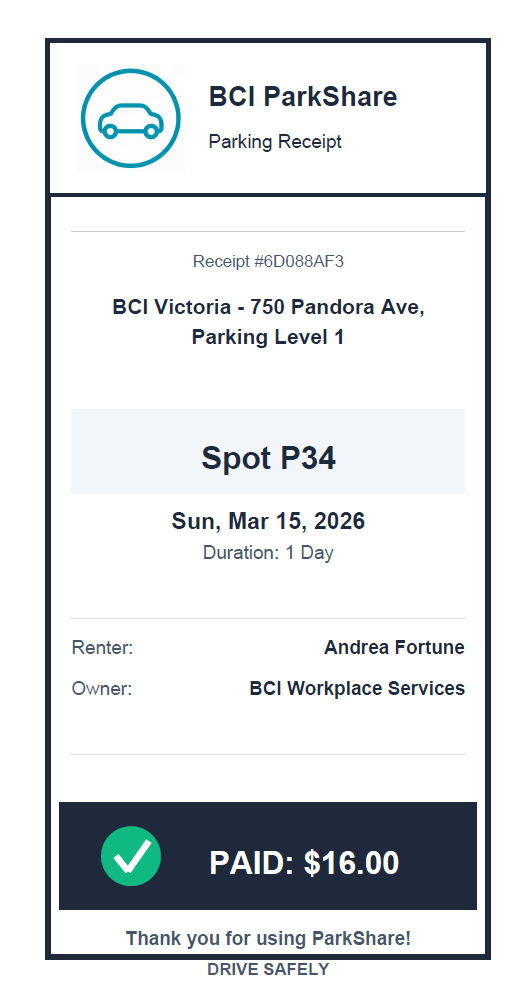 BCI ParkShare
Parking Receipt
Receipt #6D088AF3
BCI Victoria - 750 Pandora Ave,
Parking Level 1
Spot P34
Sun, Mar 15, 2026
Duration: 1 Day
Renter: Andrea Fortune
Owner: BCI Workplace Services
PAID: $16.00
Thank you for using ParkShare!
DRIVE SAFELY